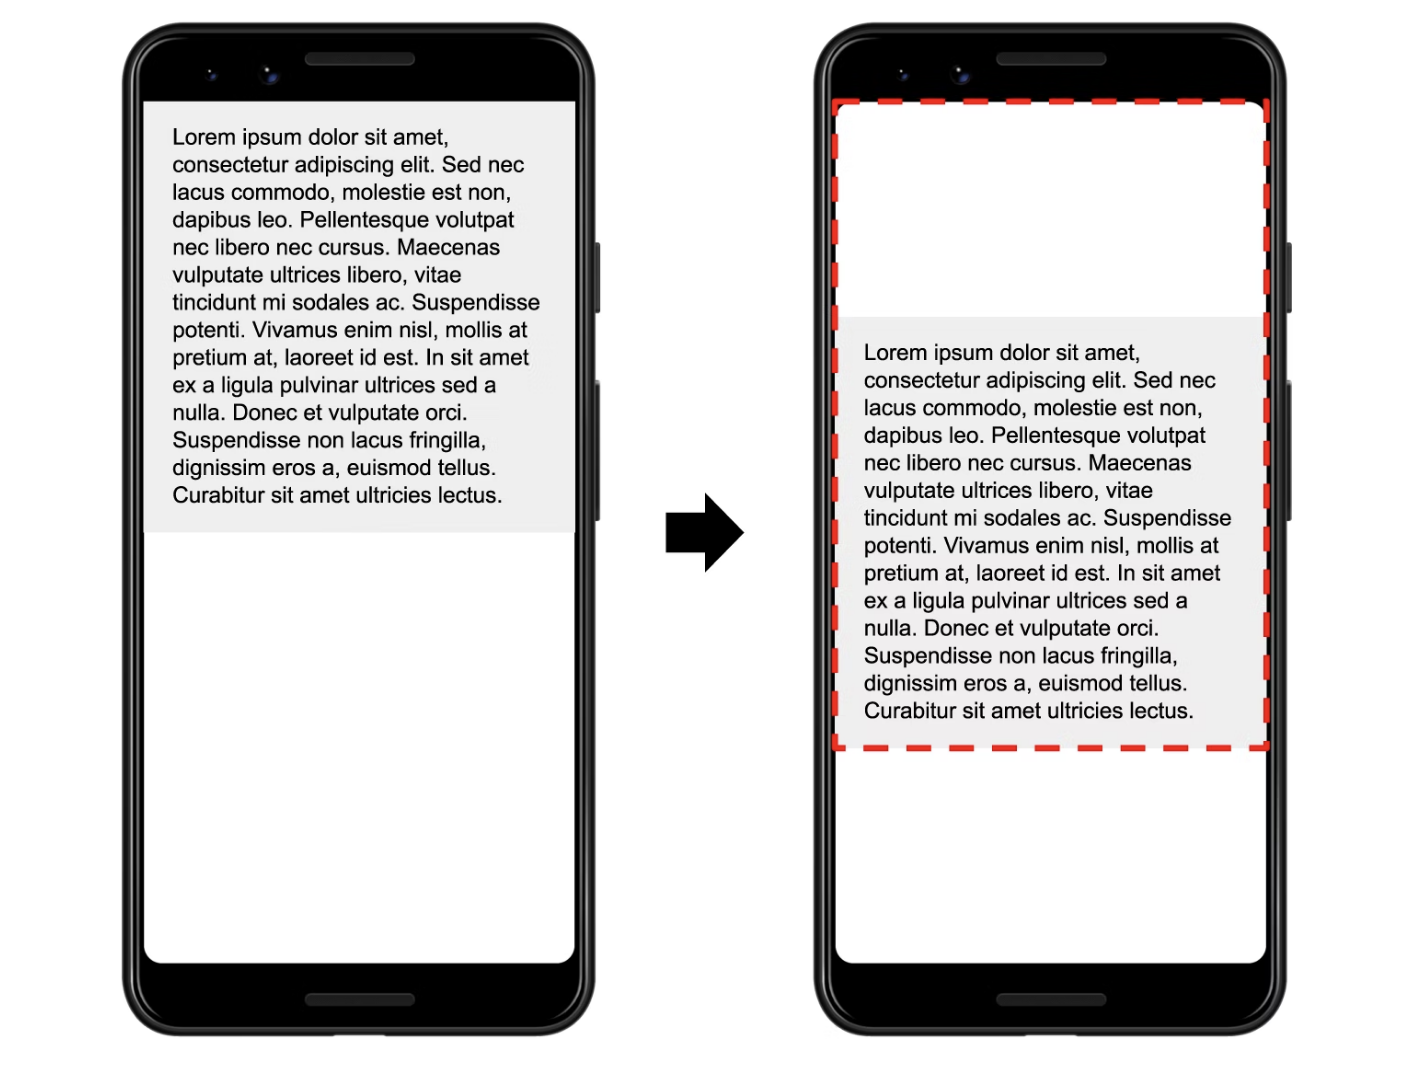 Lorem ipsum dolor sit amet,
consectetur adipiscing elit. Sed nec
lacus commodo, molestie est non,
dapibus leo. Pellentesque volutpat
nec libero nec cursus. Maecenas
vulputate ultrices libero, vitae
tincidunt mi sodales ac. Suspendisse
potenti. Vivamus enim nisl, mollis at
pretium at, laoreet id est. In sit amet
ex a ligula pulvinar ultrices sed a
nulla. Donec et vulputate orci.
Suspendisse non lacus fringilla,
dignissim eros a, euismod tellus.
Curabitur sit amet ultricies lectus.
Lorem ipsum dolor sit amet,
consectetur adipiscing elit. Sed nec
lacus commodo, molestie est non,
dapibus leo. Pellentesque volutpat
nec libero nec cursus. Maecenas
vulputate ultrices libero, vitae
tincidunt mi sodales ac. Suspendisse
potenti. Vivamus enim nisl, mollis at
pretium at, laoreet id est. In sit amet
ex a ligula pulvinar ultrices sed a
nulla. Donec et vulputate orci.
Suspendisse non lacus fringilla,
dignissim eros a, euismod tellus.
Curabitur sit amet ultricies lectus.